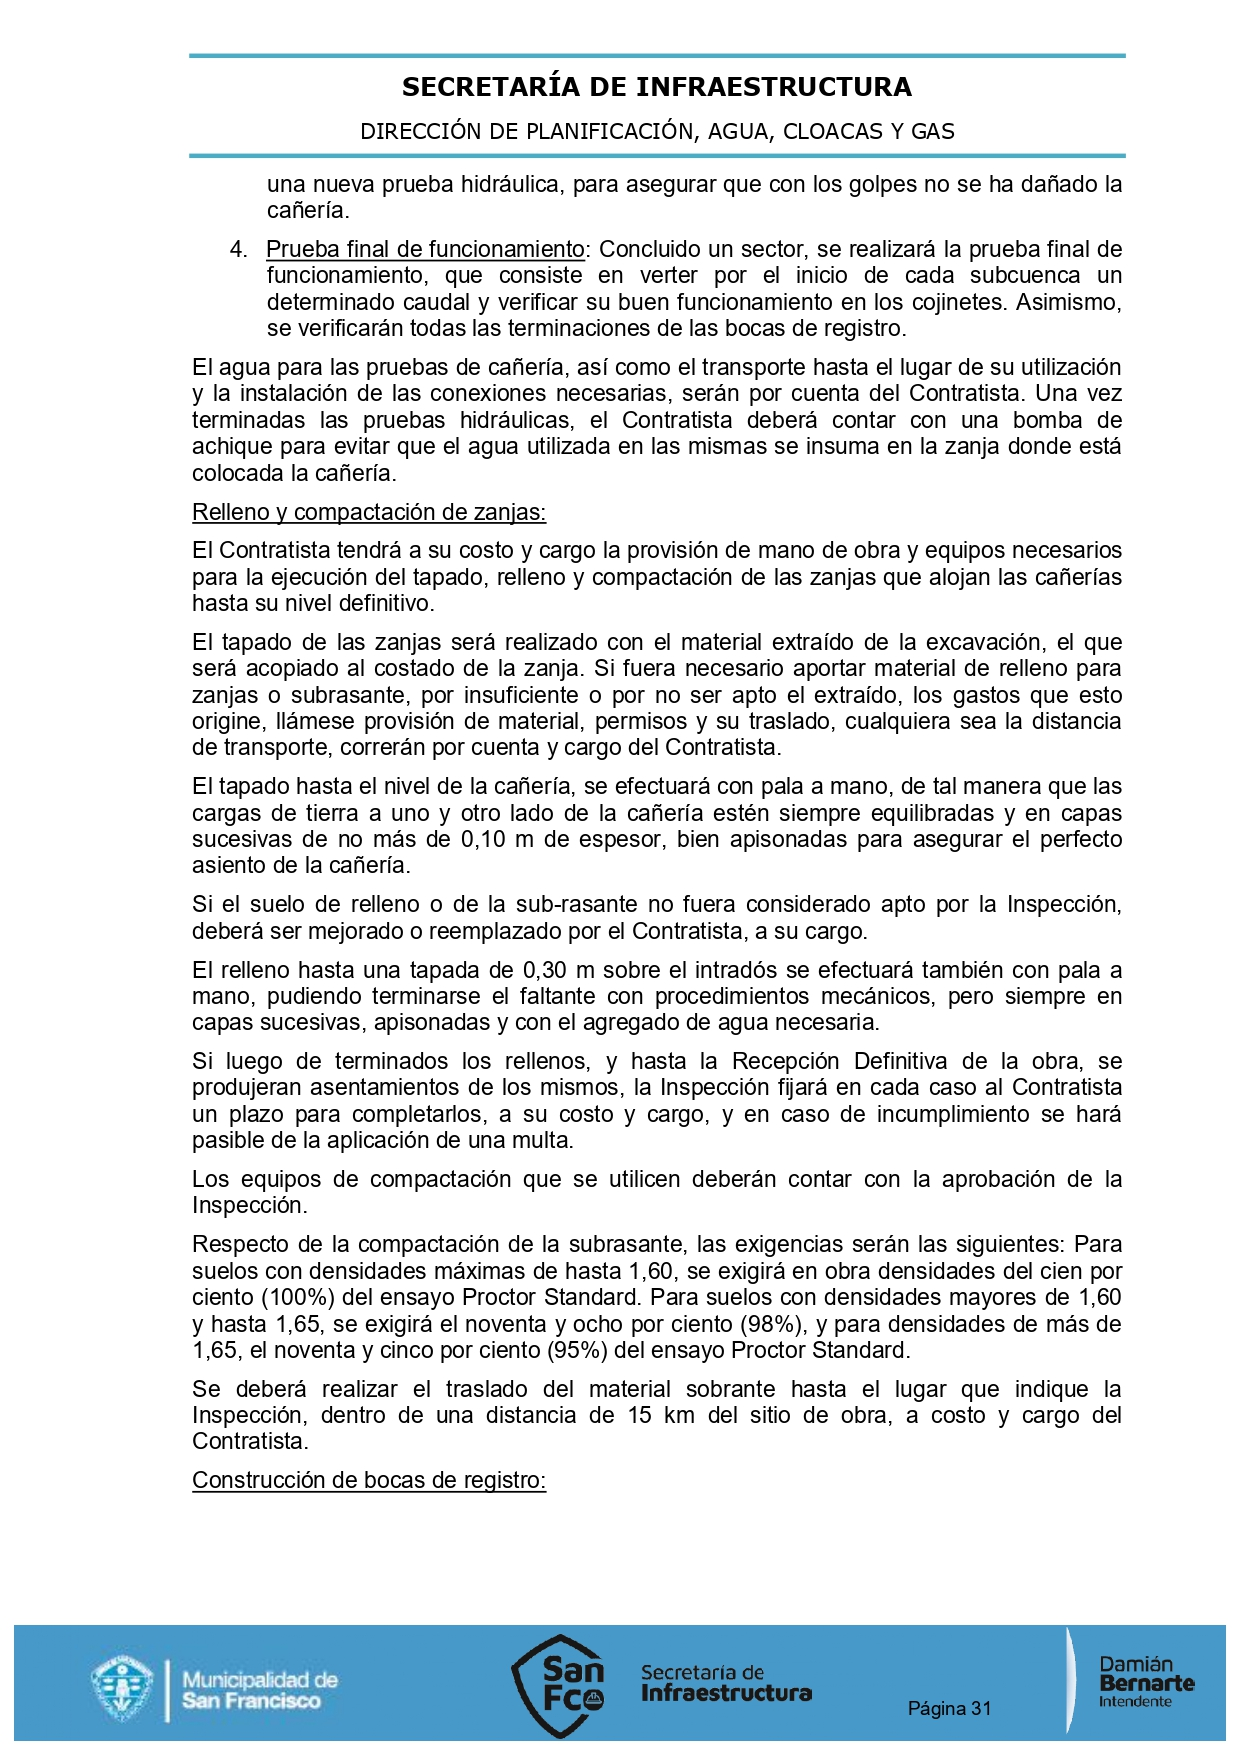 SECRETARÍA DE INFRAESTRUCTURA
DIRECCIÓN DE PLANIFICACIÓN, AGUA, CLOACAS Y GAS
una nueva prueba hidráulica, para asegurar que con los golpes no se ha dañado la
cañería.
4. Prueba final de funcionamiento: Concluido un sector, se realizará la prueba final de
funcionamiento, que consiste en verter por el inicio de cada subcuenca un
determinado caudal y verificar su buen funcionamiento en los cojinetes. Asimismo,
se verificarán todas las terminaciones de las bocas de registro.
El agua para las pruebas de cañería, así como el transporte hasta el lugar de su utilización
y la instalación de las conexiones necesarias, serán por cuenta del Contratista. Una vez
terminadas las pruebas hidráulicas, el Contratista deberá contar con una bomba de
achique para evitar que el agua utilizada en las mismas se insuma en la zanja donde está
colocada la cañería.
Relleno y compactación de zanjas:
El Contratista tendrá a su costo y cargo la provisión de mano de obra y equipos necesarios
para la ejecución del tapado, relleno y compactación de las zanjas que alojan las cañerías
hasta su nivel definitivo.
El tapado de las zanjas será realizado con el material extraído de la excavación, el que
será acopiado al costado de la zanja. Si fuera necesario aportar material de relleno para
zanjas o subrasante, por insuficiente o por no ser apto el extraído, los gastos que esto
origine, llámese provisión de material, permisos y su traslado, cualquiera sea la distancia
de transporte, correrán por cuenta y cargo del Contratista.
El tapado hasta el nivel de la cañería, se efectuará con pala a mano, de tal manera que las
cargas de tierra a uno y otro lado de la cañería estén siempre equilibradas y en capas
sucesivas de no más de 0,10 m de espesor, bien apisonadas para asegurar el perfecto
asiento de la cañería.
Si el suelo de relleno o de la sub-rasante no fuera considerado apto por la Inspección,
deberá ser mejorado o reemplazado por el Contratista, a su cargo.
El relleno hasta una tapada de 0,30 m sobre el intradós se efectuará también con pala a
mano, pudiendo terminarse el faltante con procedimientos mecánicos, pero siempre en
capas sucesivas, apisonadas y con el agregado de agua necesaria.
Si luego de terminados los rellenos, y hasta la Recepción Definitiva de la obra, se
produjeran asentamientos de los mismos, la Inspección fijará en cada caso al Contratista
un plazo para completarlos, a su costo y cargo, y en caso de incumplimiento se hará
pasible de la aplicación de una multa.
Los equipos de compactación que se utilicen deberán contar con la aprobación de la
Inspección.
Respecto de la compactación de la subrasante, las exigencias serán las siguientes: Para
suelos con densidades máximas de hasta 1,60, se exigirá en obra densidades del cien por
ciento (100%) del ensayo Proctor Standard. Para suelos con densidades mayores de 1,60
y hasta 1,65, se exigirá el noventa y ocho por ciento (98%), y para densidades de más de
1,65, el noventa y cinco por ciento (95%) del ensayo Proctor Standard.
Se deberá realizar el traslado del material sobrante hasta el lugar que indique la
Inspección, dentro de una distancia de 15 km del sitio de obra, a costo y cargo del
Contratista.
Construcción de bocas de registro:
Municipalidad de
San Francisco
San
Fco
Secretaría de
Infraestructura
Página 31
Damián
Bernarte
Intendente